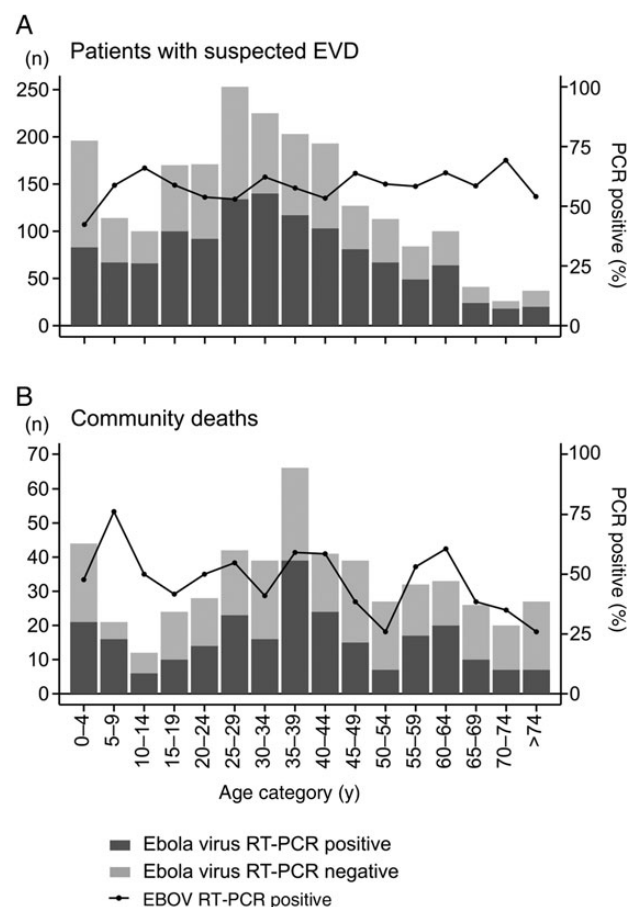 A
(n) Patients with suspected EVD
250
200
150
100
50
0
100
75
50
25
0
PCR positive (%)
B
(n) Community deaths
70
60
50
40
30
20
10
0
100
75
50
25
0
PCR positive (%)
0–4 5–9 10–14 15–19 20–24 25–29 30–34 35–39 40–44 45–49 50–54 55–59 60–64 65–69 70–74 >74
Age category (y)
Ebola virus RT-PCR positive
Ebola virus RT-PCR negative
EBOV RT-PCR positive